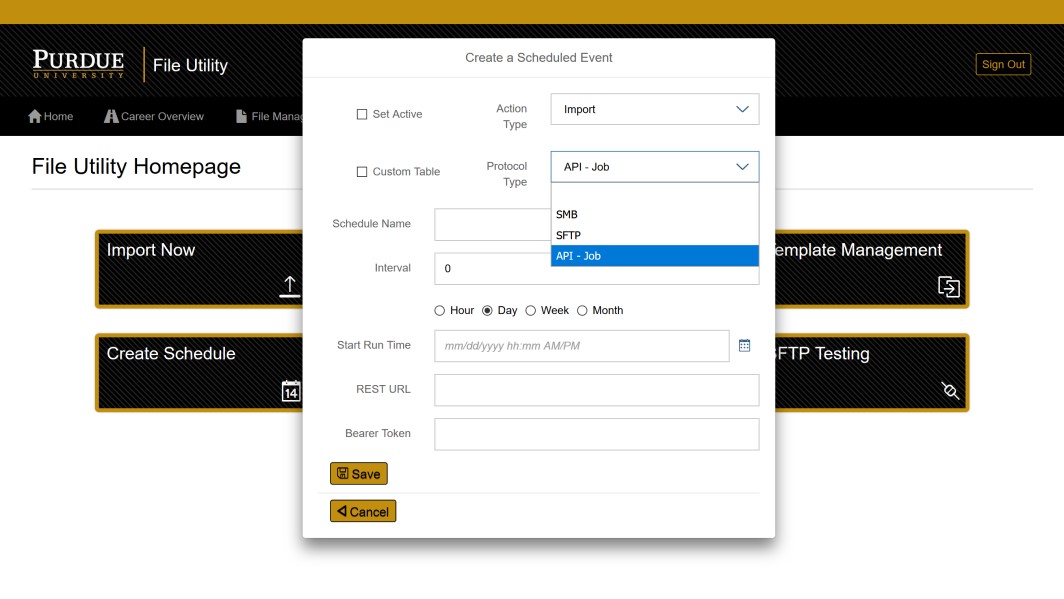 PURDUE
UNIVERSITY
File Utility
Sign Out
Home
Career Overview
File Mana
File Utility Homepage
Import Now
Create Schedule
14
emplate Management
FTP Testing
Create a Scheduled Event
Set Active
Action
Type
Import
Custom Table
Protocol
Type
API - Job
SMB
SFTP
API - Job
Schedule Name
Interval
0
Hour Day Week Month
Start Run Time
mm/dd/yyyy hh:mm AM/PM
REST URL
Bearer Token
Save
Cancel